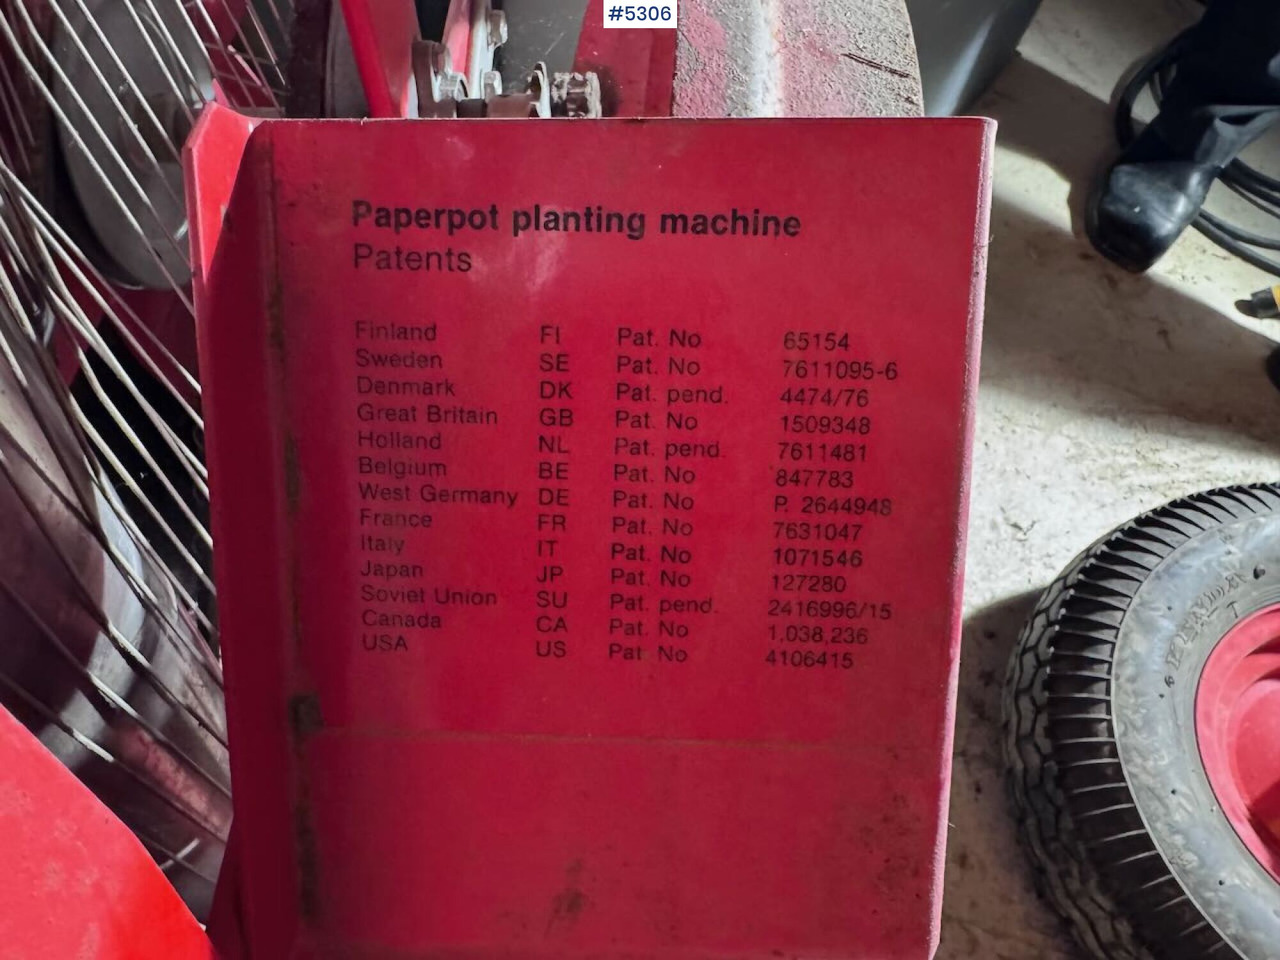 #5306
Paperpot planting machine
Patents
Finland FI Pat. No 65154
Sweden SE Pat. No 7611095-6
Denmark DK Pat. pend. 4474/76
Great Britain GB Pat. No 1509348
Holland NL Pat. pend. 7611481
Belgium BE Pat. No 847783
West Germany DE Pat. No P. 2644948
France FR Pat. No 7631047
Italy IT Pat. No 1071546
Japan JP Pat. No 127280
Soviet Union SU Pat. pend. 2416996/15
Canada CA Pat. No 1,038,236
USA US Pat No 4106415